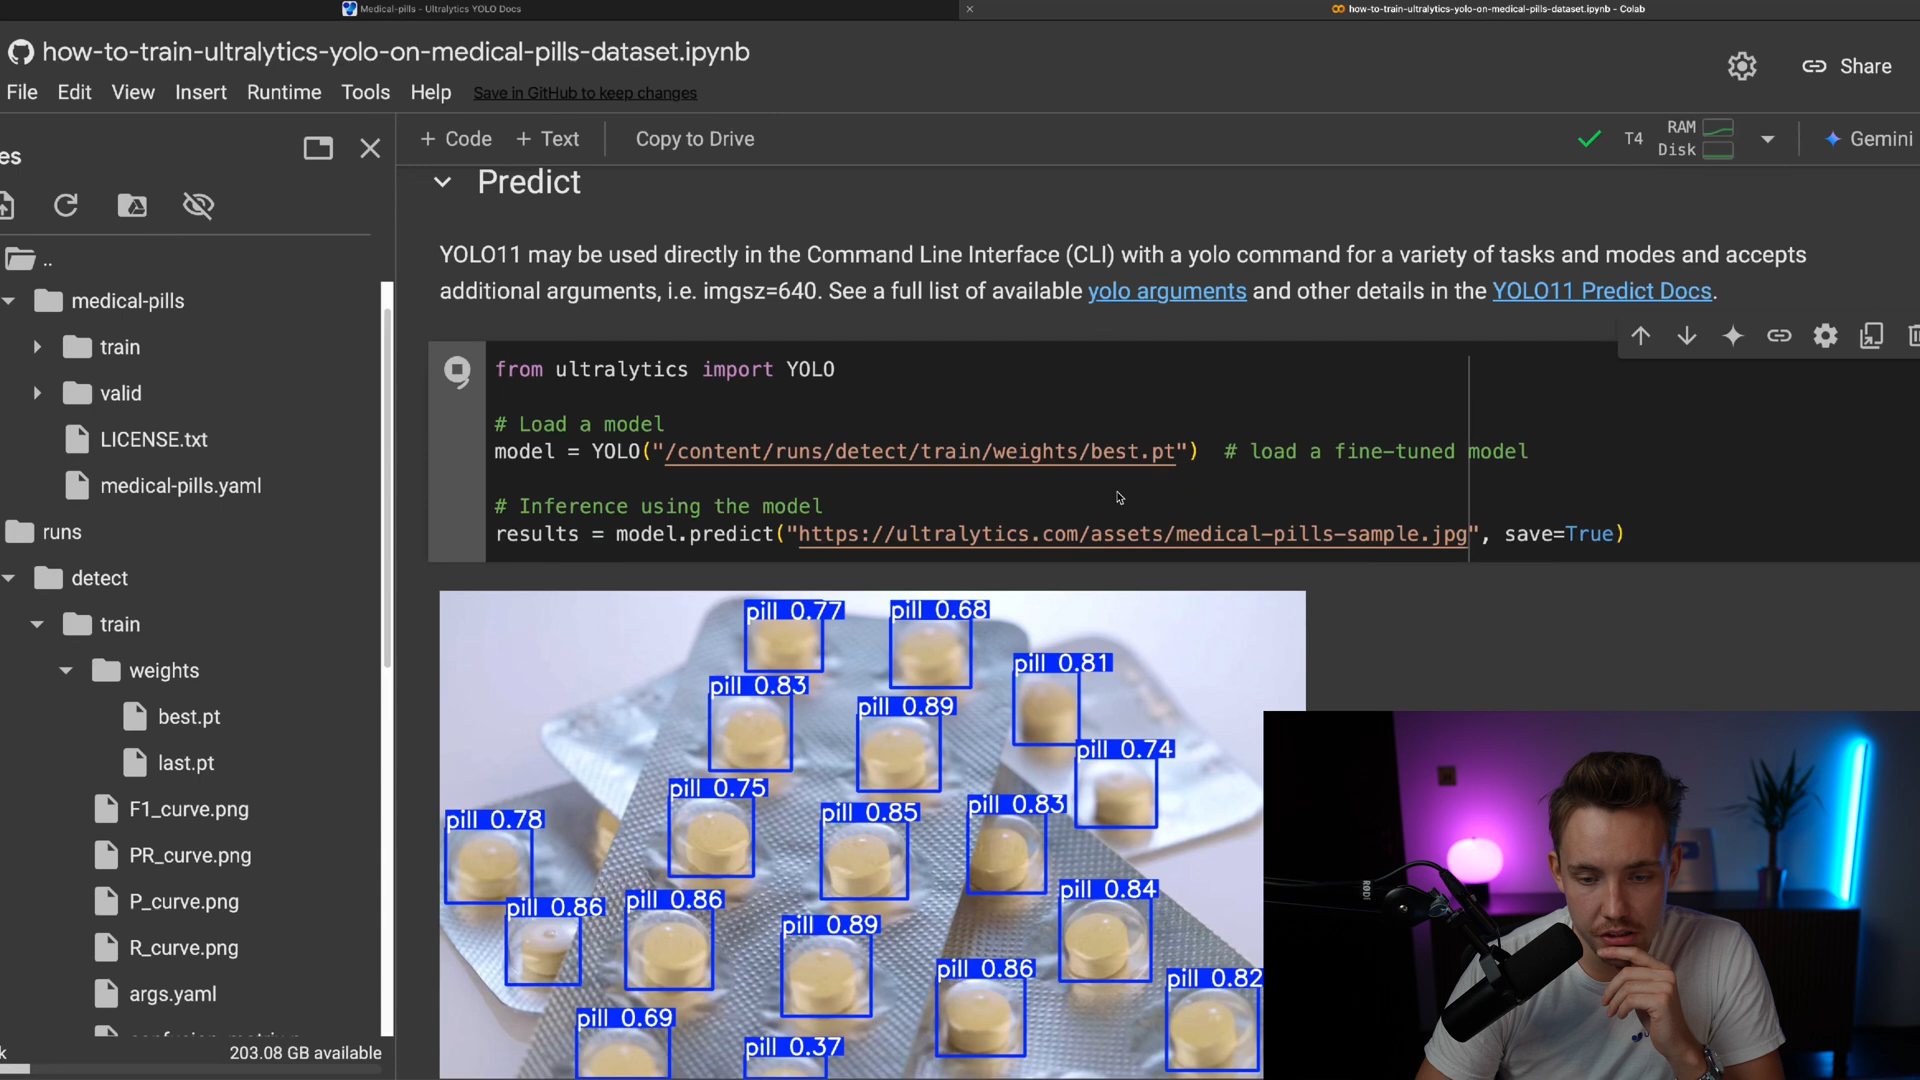 Medical-pills - Ultralytics YOLO Docs
how-to-train-ultralytics-yolo-on-medical-pills-dataset.ipynb - Colab
how-to-train-ultralytics-yolo-on-medical-pills-dataset.ipynb
Share
File Edit View Insert Runtime Tools Help Save in GitHub to keep changes
es
+ Code + Text Copy to Drive
T4 RAM Disk Gemini
..
medical-pills
train
valid
LICENSE.txt
medical-pills.yaml
runs
detect
train
weights
best.pt
last.pt
F1_curve.png
PR_curve.png
P_curve.png
R_curve.png
args.yaml
k 203.08 GB available
Predict
YOLO11 may be used directly in the Command Line Interface (CLI) with a yolo command for a variety of tasks and modes and accepts
additional arguments, i.e. imgsz=640. See a full list of available yolo arguments and other details in the YOLO11 Predict Docs.
from ultralytics import YOLO
# Load a model
model = YOLO("/content/runs/detect/train/weights/best.pt") # load a fine-tuned model
# Inference using the model
results = model.predict("https://ultralytics.com/assets/medical-pills-sample.jpg", save=True)
pill 0.77
pill 0.68
pill 0.81
pill 0.83
pill 0.89
pill 0.74
pill 0.75
pill 0.85
pill 0.83
pill 0.78
pill 0.84
pill 0.86
pill 0.86
pill 0.89
pill 0.86
pill 0.82
pill 0.69
pill 0.37
RØDE